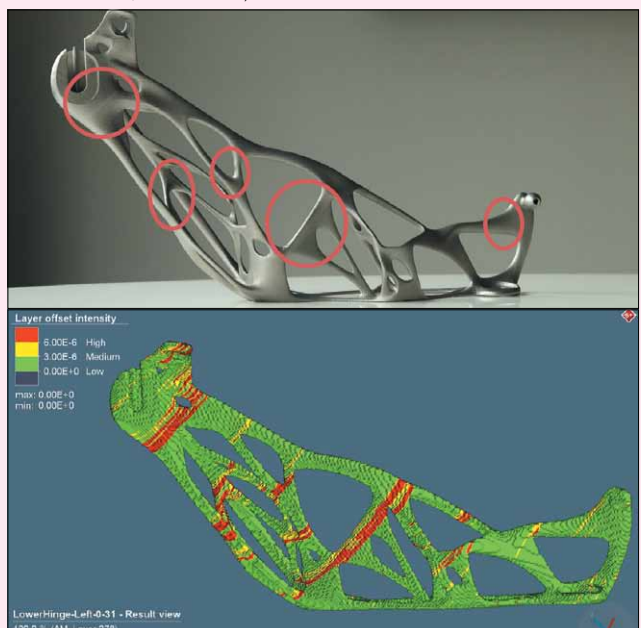 Layer offset intensity
6.00E-6 High
3.00E-6 Medium
0.00E+0 Low
max: 0.00E+0
min: 0.00E+0
LowerHinge-Left-0-31 - Result view